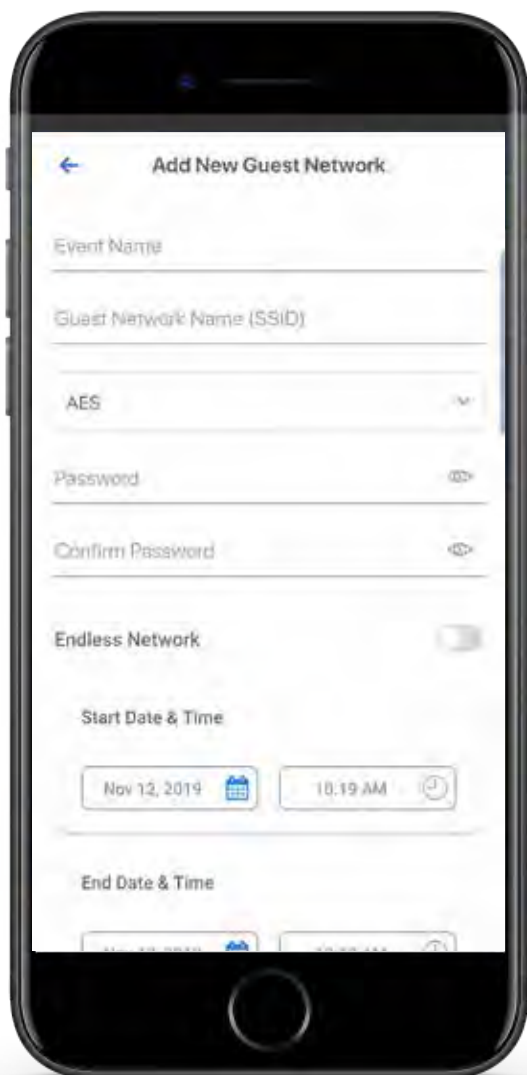 Add New Guest Network
Event Name
Guest Network Name (SSID)
AES
Password
Confirm Password
Endless Network
Start Date & Time
Nov 12, 2019 10.19 AM
End Date & Time